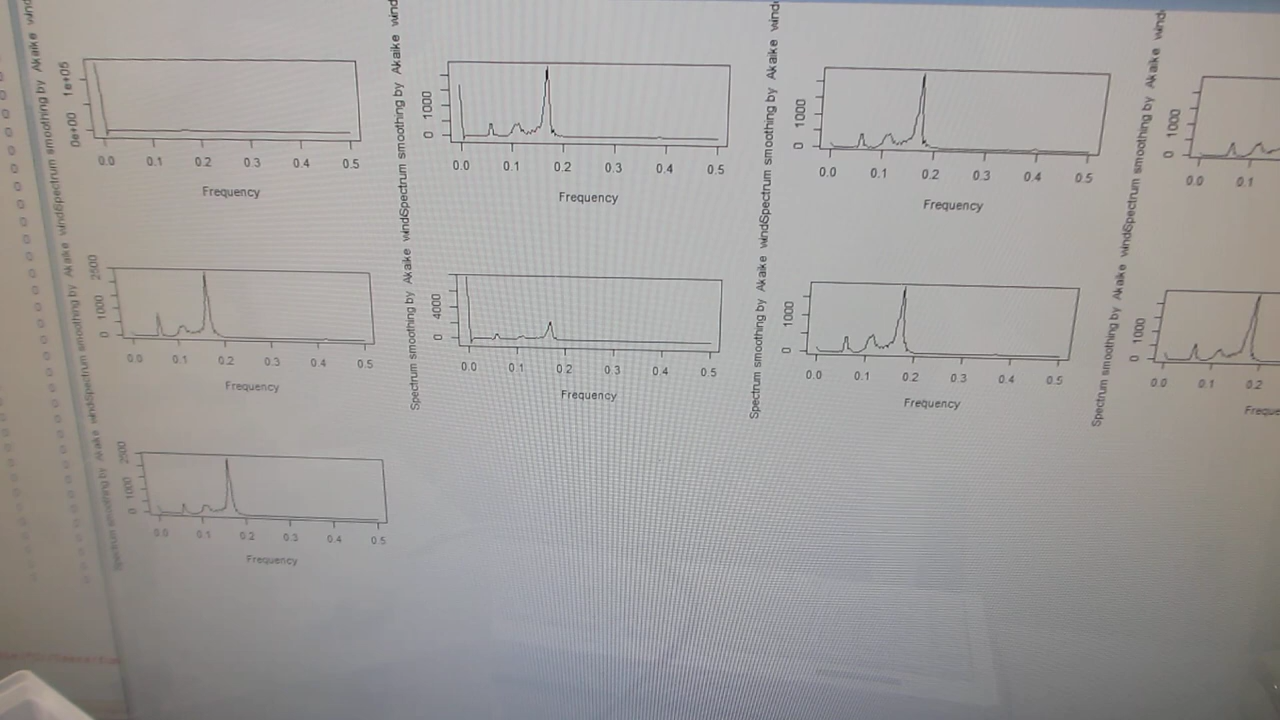 Spectrum smoothing by Akaike wind
Spectrum smoothing by Akaike wind
Spectrum smoothing by Akaike wind
0e+00 1e+05
0.0 0.1 0.2 0.3 0.4 0.5
Frequency
0 1000
0.0 0.1 0.2 0.3 0.4 0.5
Frequency
0 1000
0.0 0.1 0.2 0.3 0.4 0.5
Frequency
0 1000
0.0 0.1
Spectrum smoothing by Akaike wind
0 1000 2500
0.0 0.1 0.2 0.3 0.4 0.5
Frequency
Spectrum smoothing by Akaike wind
0 4000
0.0 0.1 0.2 0.3 0.4 0.5
Frequency
Spectrum smoothing by Akaike wind
0 1000
0.0 0.1 0.2 0.3 0.4 0.5
Frequency
Spectrum smoothing by Akaike wind
0 1000
0.0 0.1 0.2
Freque
Spectrum smoothing by Akaike wind
0 1000 2500
0.0 0.1 0.2 0.3 0.4 0.5
Frequency